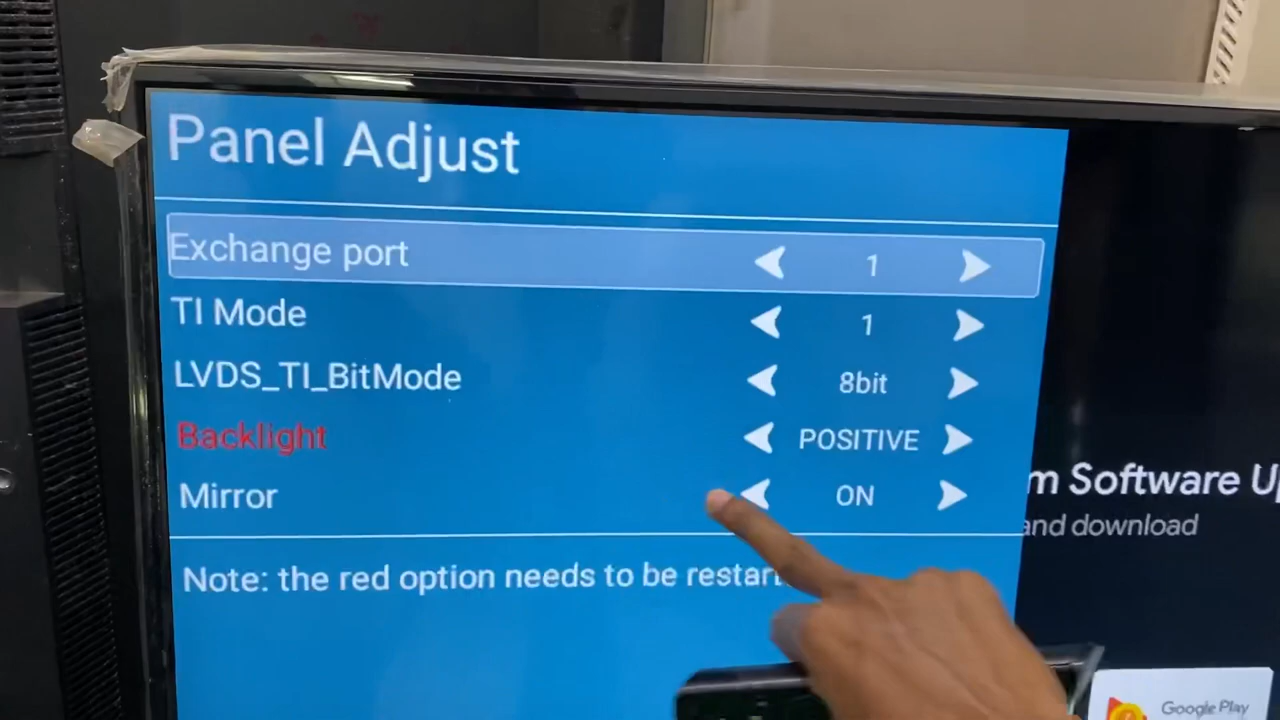 Panel Adjust
Exchange port 1
TI Mode 1
LVDS_TI_BitMode 8bit
Backlight POSITIVE
Mirror ON
m Software
and download
Note: the red option needs to be
Google Play